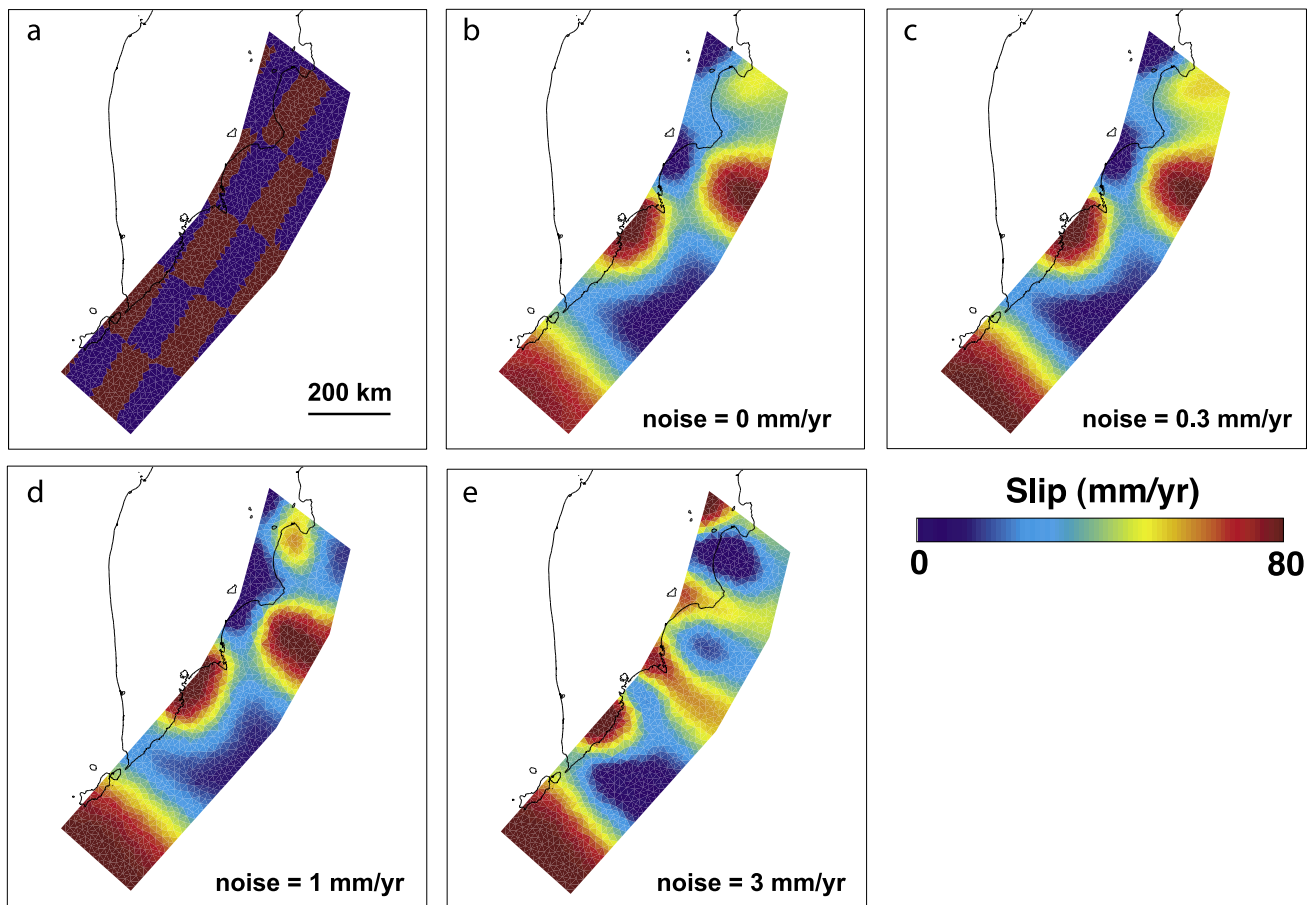 a
b
c
200 km
noise = 0 mm/yr
noise = 0.3 mm/yr
d
e
Slip (mm/yr)
0
80
noise = 1 mm/yr
noise = 3 mm/yr